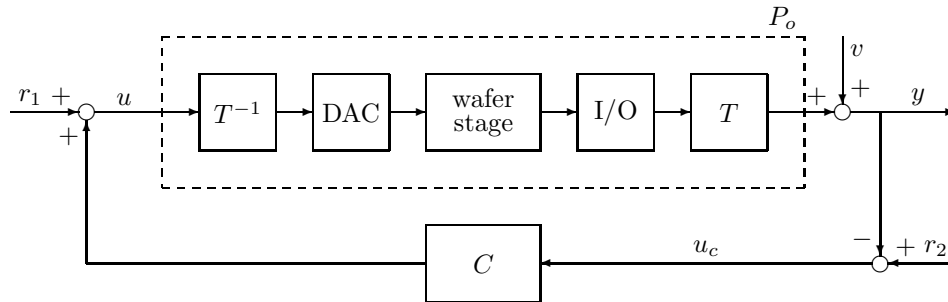 P_o
v
r_1 + u + + y
+
T^{-1} DAC wafer stage I/O T
− + r_2
u_c
C